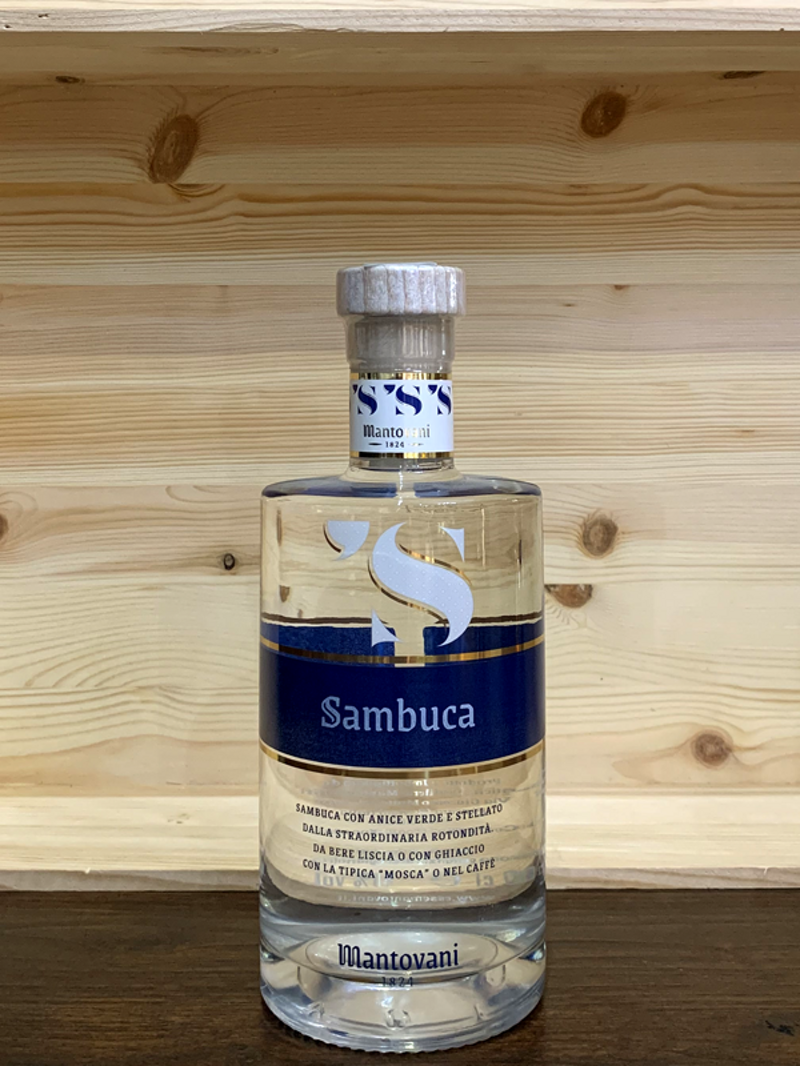 'S 'S 'S
Mantovani
1824
'S
Sambuca
SAMBUCA CON ANICE VERDE E STELLATO
DALLA STRAORDINARIA ROTONDITÀ.
DA BERE LISCIA O CON GHIACCIO
CON LA TIPICA "MOSCA" O NEL CAFFÈ
Mantovani
1824